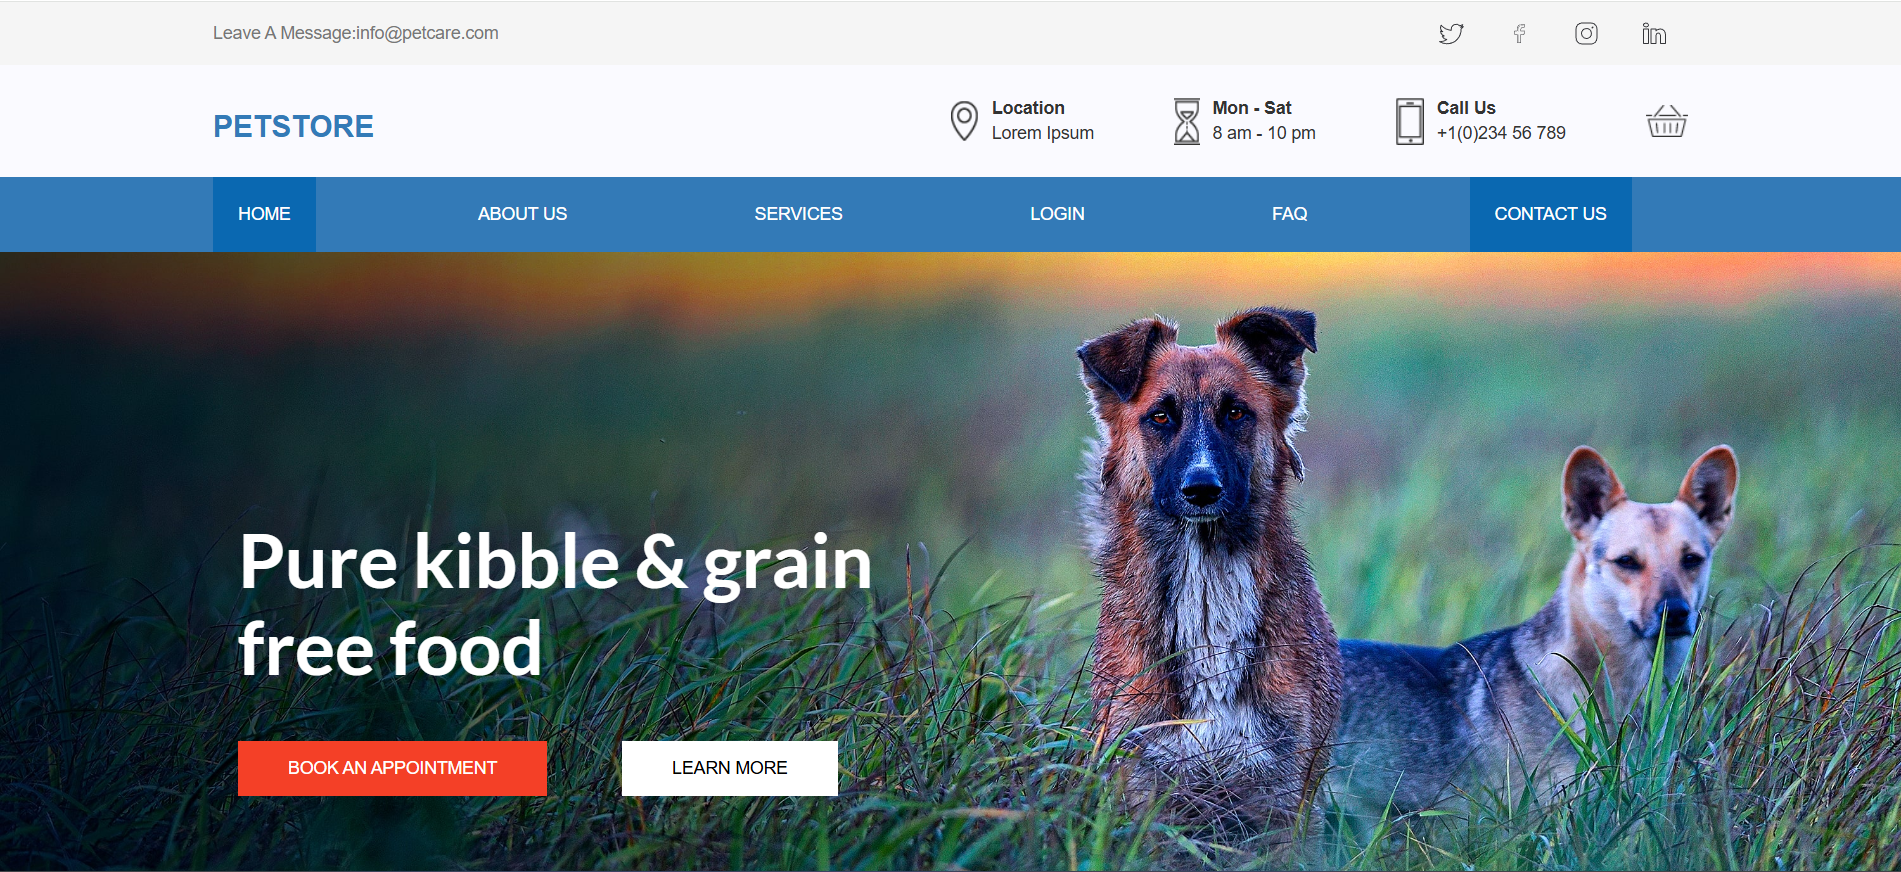 Leave A Message:info@petcare.com
PETSTORE
Location
Lorem Ipsum
Mon - Sat
8 am - 10 pm
Call Us
+1(0)234 56 789
HOME
ABOUT US
SERVICES
LOGIN
FAQ
CONTACT US
Pure kibble & grain
free food
BOOK AN APPOINTMENT
LEARN MORE